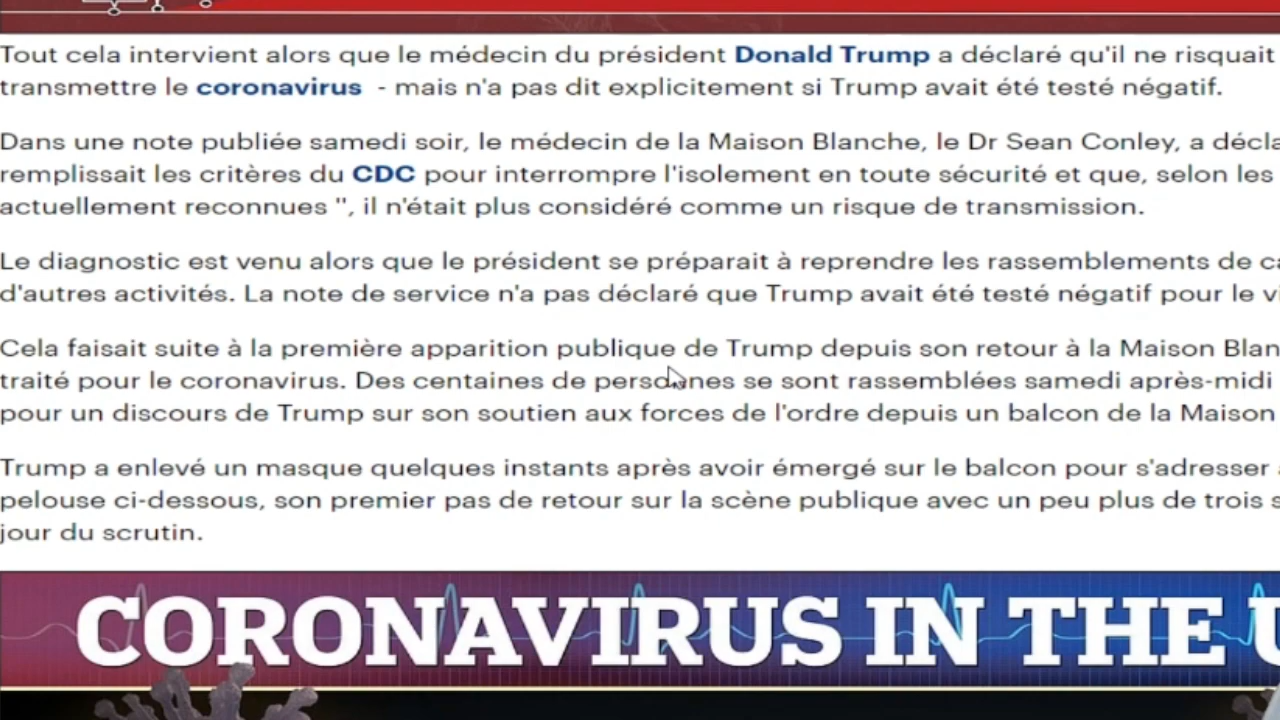 Tout cela intervient alors que le médecin du président Donald Trump a déclaré qu'il ne risquait
transmettre le coronavirus - mais n'a pas dit explicitement si Trump avait été testé négatif.
Dans une note publiée samedi soir, le médecin de la Maison Blanche, le Dr Sean Conley, a décla
remplissait les critères du CDC pour interrompre l'isolement en toute sécurité et que, selon les
actuellement reconnues ", il n'était plus considéré comme un risque de transmission.
Le diagnostic est venu alors que le président se préparait à reprendre les rassemblements de ca
d'autres activités. La note de service n'a pas déclaré que Trump avait été testé négatif pour le vi
Cela faisait suite à la première apparition publique de Trump depuis son retour à la Maison Blan
traité pour le coronavirus. Des centaines de personnes se sont rassemblées samedi après-midi
pour un discours de Trump sur son soutien aux forces de l'ordre depuis un balcon de la Maison
Trump a enlevé un masque quelques instants après avoir émergé sur le balcon pour s'adresser
pelouse ci-dessous, son premier pas de retour sur la scène publique avec un peu plus de trois s
jour du scrutin.
CORONAVIRUS IN THE U